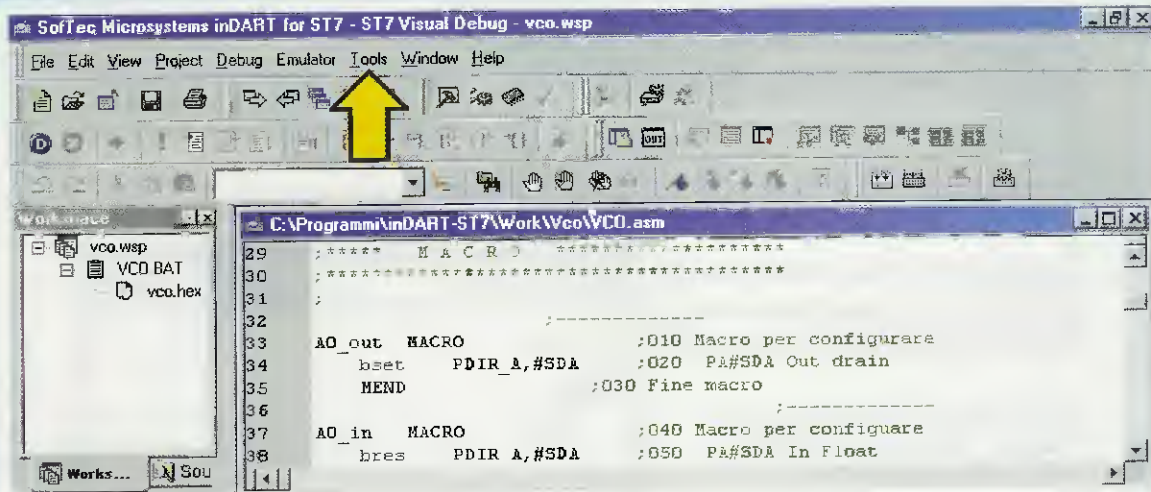 SofTec Microsystems inDART for ST7 - ST7 Visual Debug - vco.wsp
File Edit View Project Debug Emulator Tools Window Help
D
OUT
Workspace
vco.wsp
VCO.BAT
vco.hex
Works...
Sou
C:\Programmi\inDART-ST7\Work\Vco\VCO.asm
29 ;***** M A C R O ********************
30 ;****************************************
31 ;
32 ;--------------
33 AO_out MACRO ;010 Macro per configurare
34 bset PDIR_A,#SDA ;020 PA#SDA Out drain
35 MEND ;030 Fine macro
36 ;--------------
37 AO_in MACRO ;040 Macro per configuare
38 bres PDIR_A,#SDA ;050 PA#SDA In Float